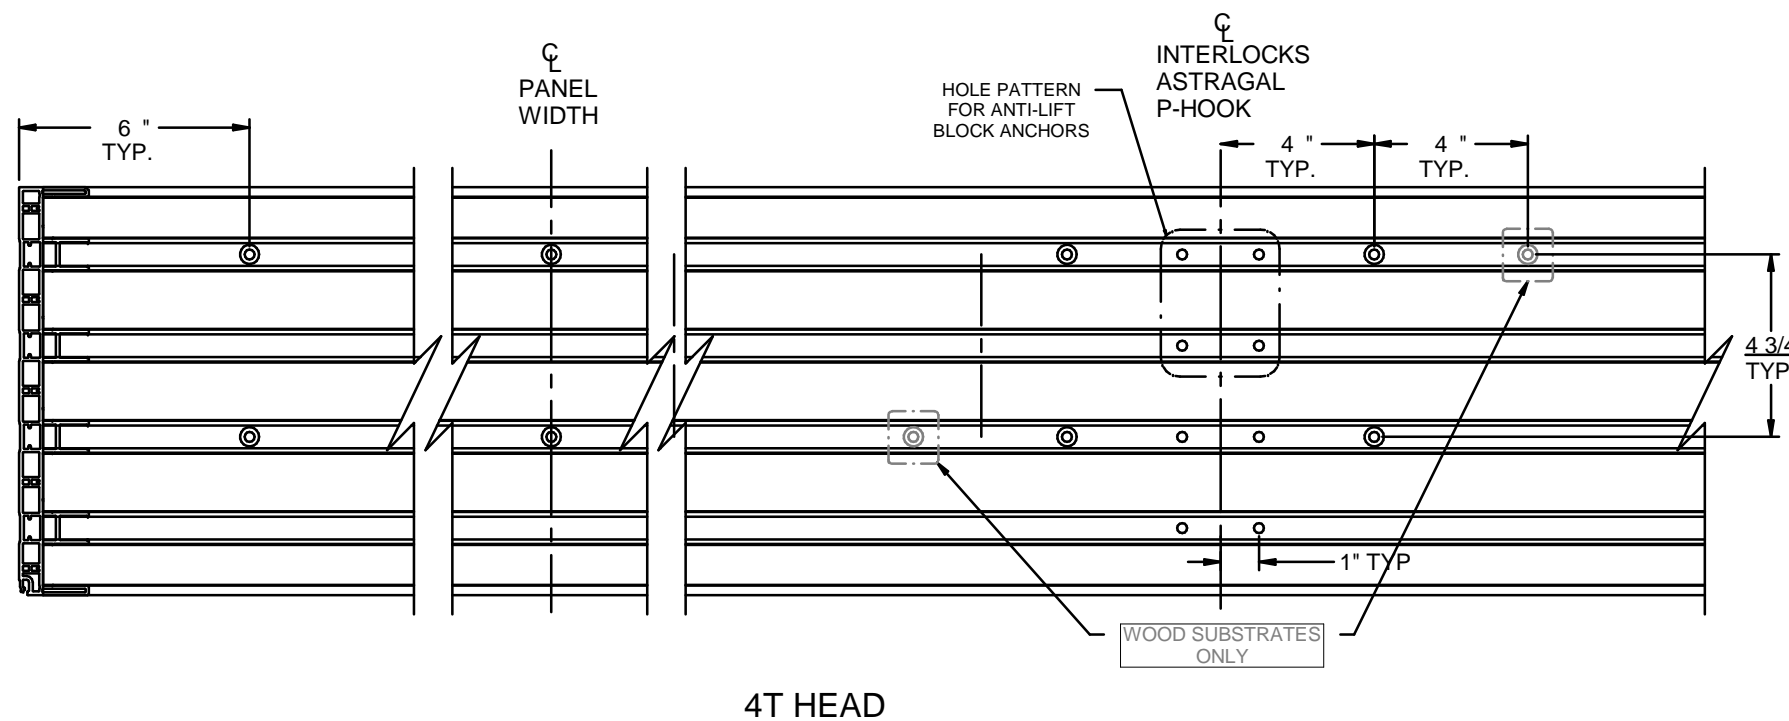 ℄
PANEL
WIDTH
℄
INTERLOCKS
ASTRAGAL
P-HOOK
HOLE PATTERN
FOR ANTI-LIFT
BLOCK ANCHORS
6 "
TYP.
4 "
TYP.
4 "
TYP.
4 3/4
TYP
1" TYP
WOOD SUBSTRATES
ONLY
4T HEAD